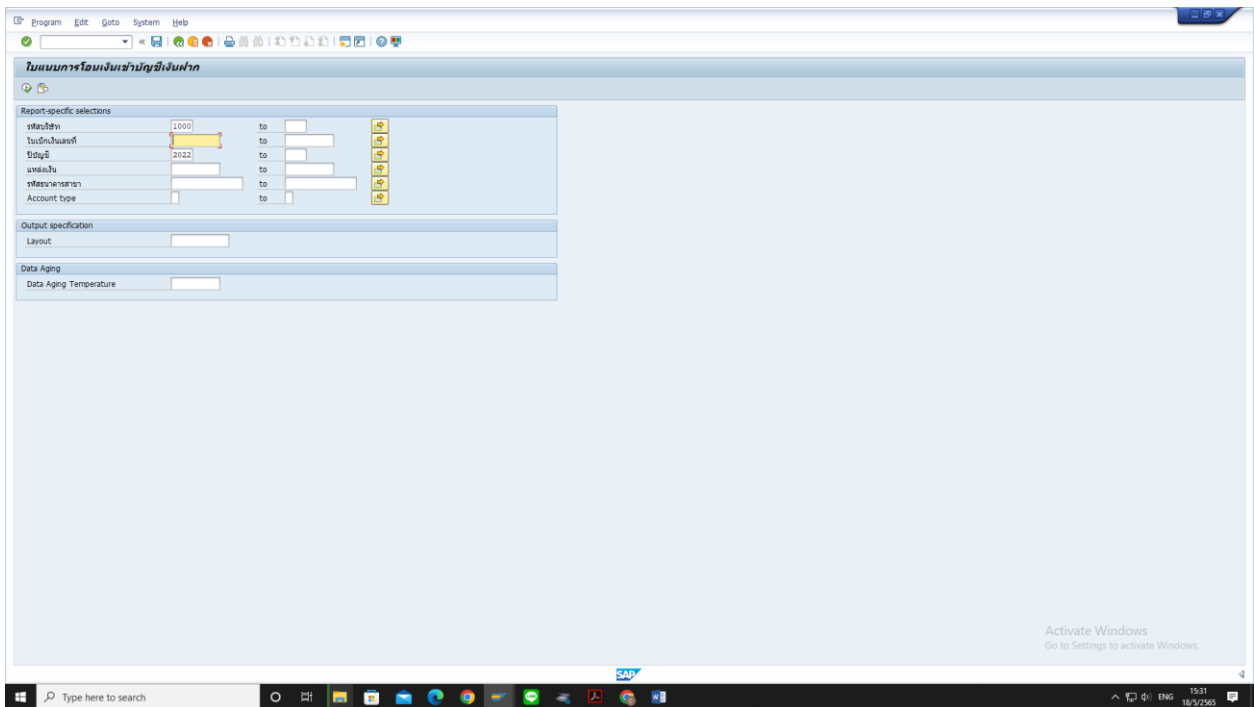 Program Edit Goto System Help
ใบแนบการโอนเงินเข้าบัญชีเงินฝาก
Report-specific selections
รหัสบริษัท 1000 to
ใบเบิกเงินเลขที่ to
ปีบัญชี 2022 to
แหล่งเงิน to
รหัสธนาคารสาขา to
Account type to
Output specification
Layout
Data Aging
Data Aging Temperature
Activate Windows
Go to Settings to activate Windows.
SAP
Type here to search
ENG
15:31
18/5/2565